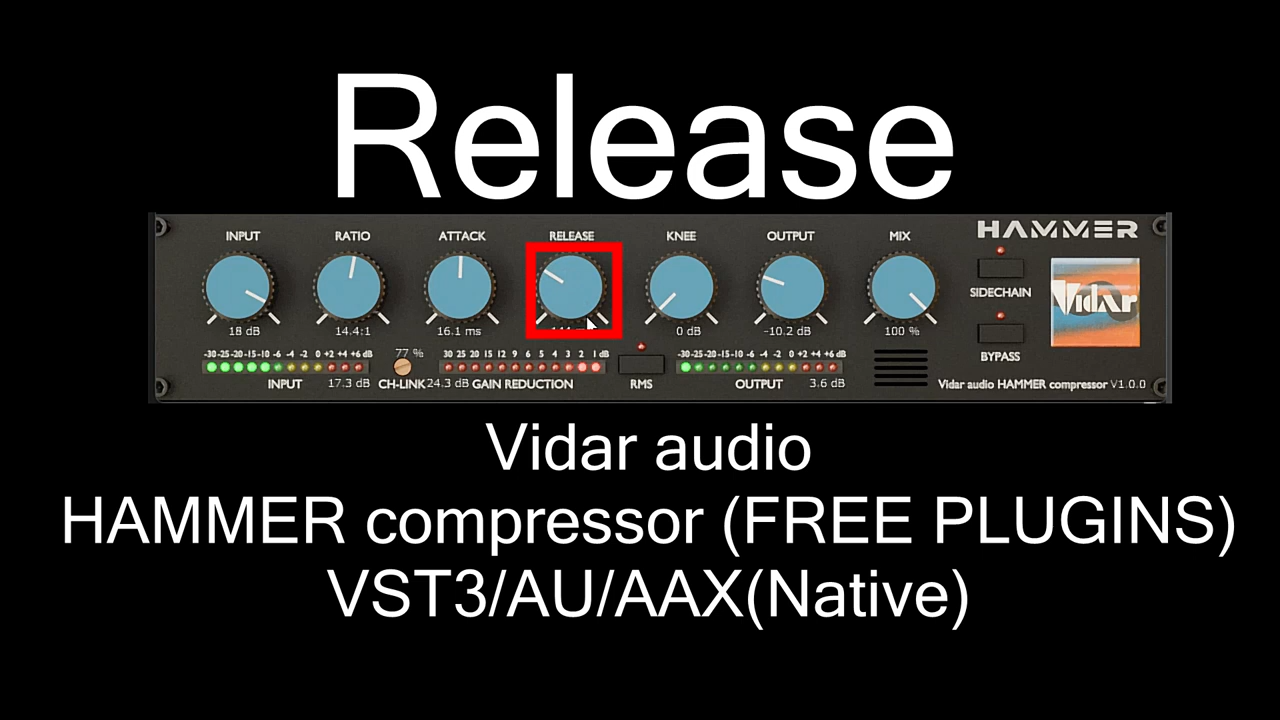 Release
INPUT RATIO ATTACK RELEASE KNEE OUTPUT MIX HAMMER
SIDECHAIN
Vidar
18 dB 14.4:1 16.1 ms 0 dB -10.2 dB 100 %
BYPASS
-30 -25 -20 -15 -10 -6 -4 -2 0 +2 +4 +6 dB 77 % 30 25 20 15 12 9 6 5 4 3 2 1 dB -30 -25 -20 -15 -10 -6 -4 -2 0 +2 +4 +6 dB
INPUT 17.3 dB CH-LINK 24.3 dB GAIN REDUCTION RMS OUTPUT 3.6 dB Vidar audio HAMMER compressor V1.0.0
Vidar audio
HAMMER compressor (FREE PLUGINS)
VST3/AU/AAX(Native)